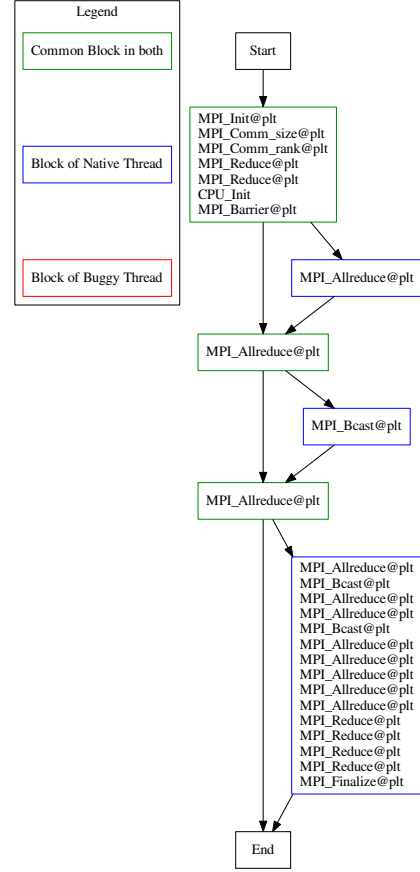 Legend
Common Block in both
Block of Native Thread
Block of Buggy Thread
Start
MPI_Init@plt
MPI_Comm_size@plt
MPI_Comm_rank@plt
MPI_Reduce@plt
MPI_Reduce@plt
CPU_Init
MPI_Barrier@plt
MPI_Allreduce@plt
MPI_Allreduce@plt
MPI_Bcast@plt
MPI_Allreduce@plt
MPI_Allreduce@plt
MPI_Bcast@plt
MPI_Allreduce@plt
MPI_Allreduce@plt
MPI_Bcast@plt
MPI_Allreduce@plt
MPI_Allreduce@plt
MPI_Allreduce@plt
MPI_Allreduce@plt
MPI_Allreduce@plt
MPI_Reduce@plt
MPI_Reduce@plt
MPI_Reduce@plt
MPI_Reduce@plt
MPI_Finalize@plt
End